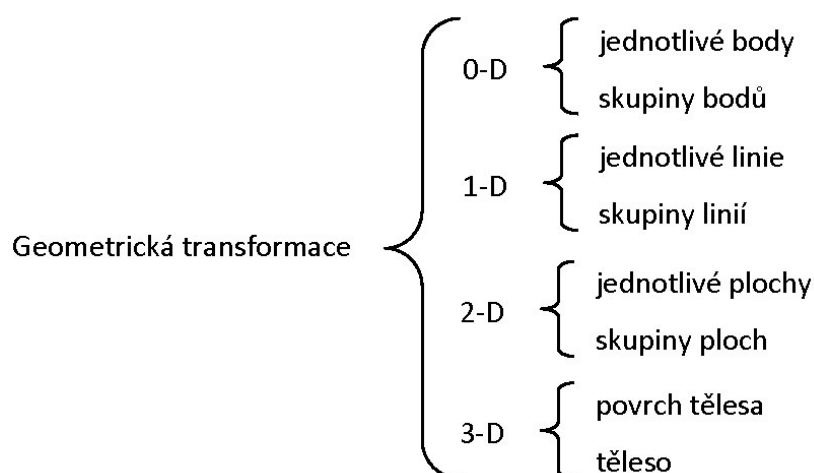 jednotlivé body
0-D
skupiny bodů
jednotlivé linie
1-D
skupiny linií
Geometrická transformace
jednotlivé plochy
2-D
skupiny ploch
povrch tělesa
3-D
těleso